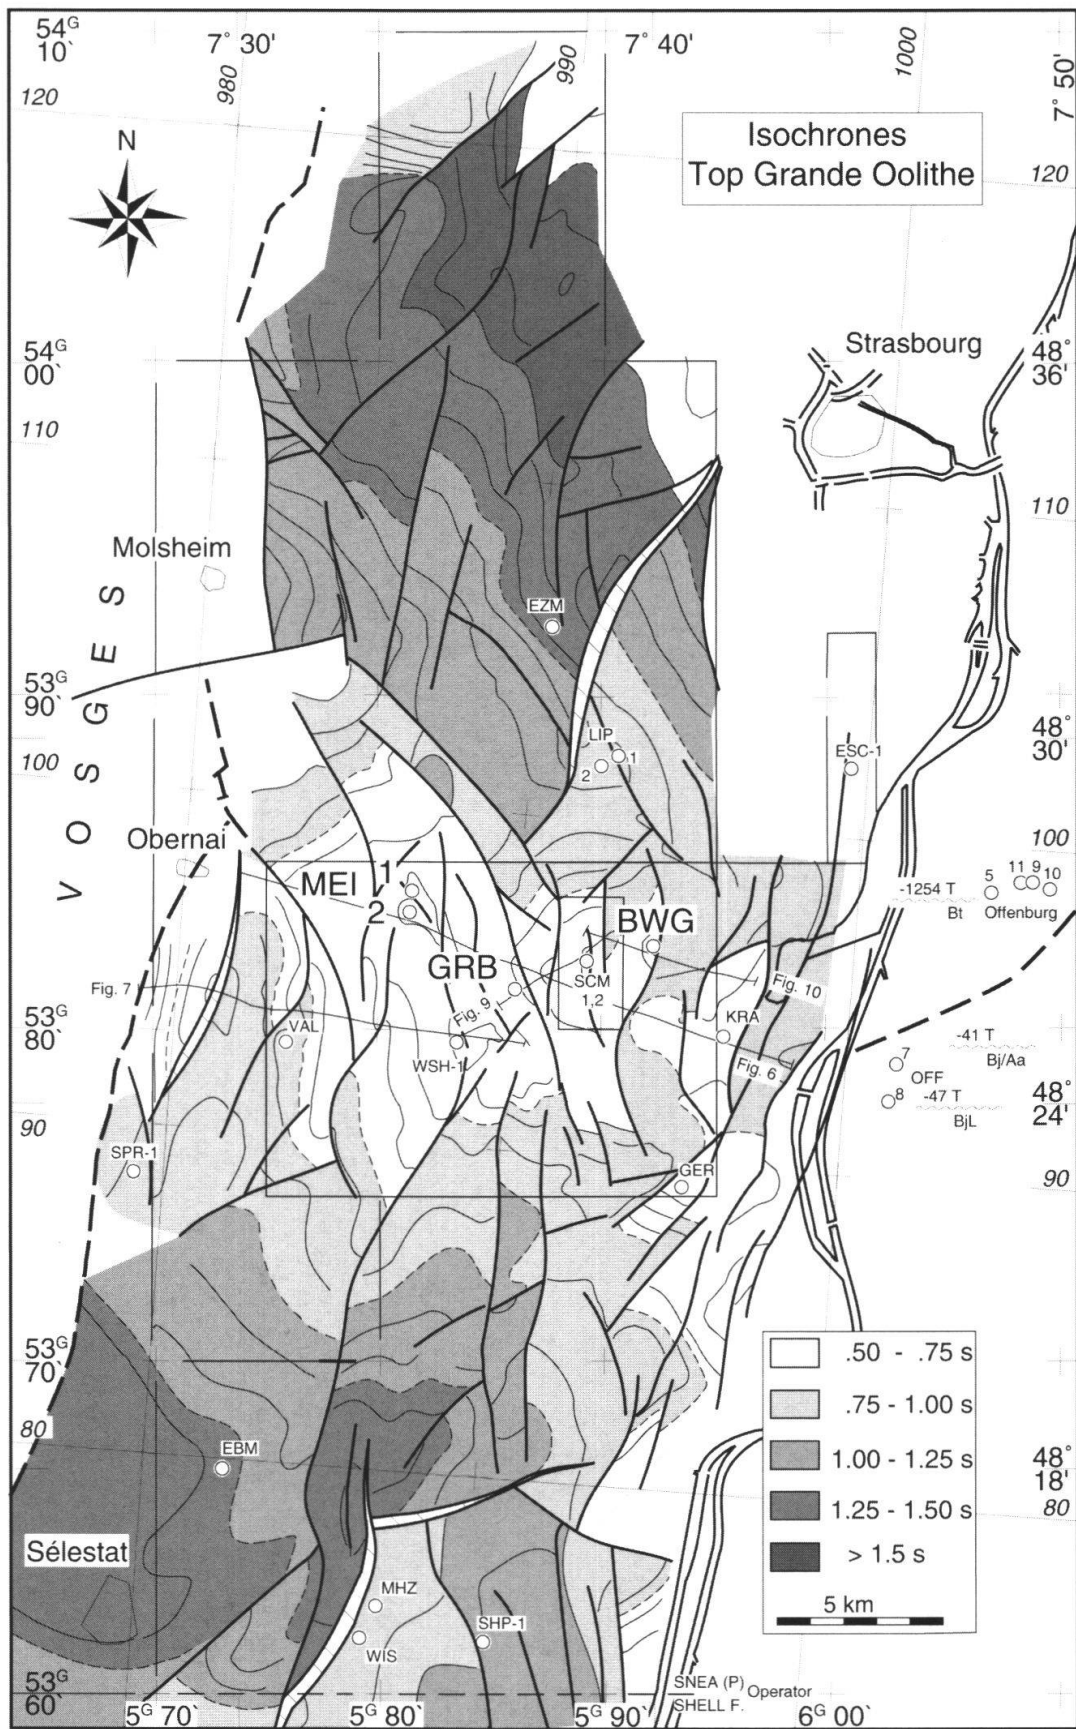 54ᴳ
10`
7° 30'
980
990
7° 40'
1000
7° 50'
120
N
Isochrones
Top Grande Oolithe
120
54ᴳ
00`
Strasbourg
48°
36'
110
110
Molsheim
VOSGES
EZM
53ᴳ
90`
100
LIP
1
2
ESC-1
48°
30'
Obernai
100
MEI 1
2
BWG
-1254 T
Bt
5
11
9
10
Offenburg
GRB
SCM
1,2
Fig. 7
Fig. 9
Fig. 10
53ᴳ
80`
VAL
WSH-1
KRA
Fig. 6
-41 T
Bj/Aa
7
OFF
8
-47 T
BjL
48°
24'
90
SPR-1
GER
90
53ᴳ
70`
.50 - .75 s
.75 - 1.00 s
1.00 - 1.25 s
1.25 - 1.50 s
> 1.5 s
5 km
80
EBM
48°
18'
80
Sélestat
MHZ
WIS
SHP-1
53ᴳ
60`
5ᴳ 70`
5ᴳ 80`
5ᴳ 90`
6ᴳ 00`
SNEA (P)
SHELL F.
Operator